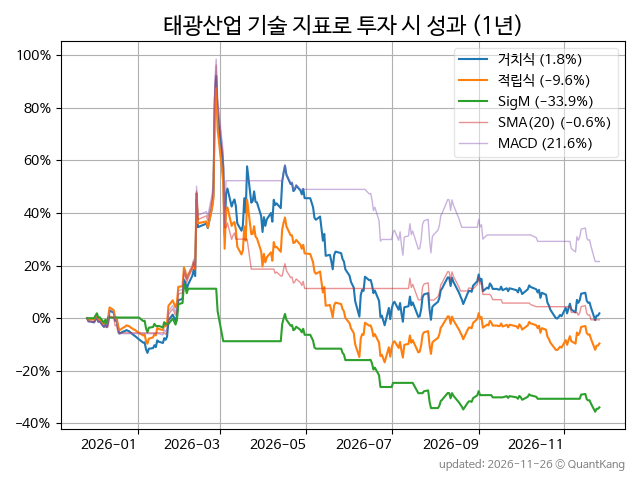 태광산업 기술 지표로 투자 시 성과 (1년)
100%
80%
60%
40%
20%
0%
−20%
−40%
거치식 (1.8%)
적립식 (−9.6%)
SigM (−33.9%)
SMA(20) (−0.6%)
MACD (21.6%)
2026-01
2026-03
2026-05
2026-07
2026-09
2026-11
updated: 2026-11-26 © QuantKang